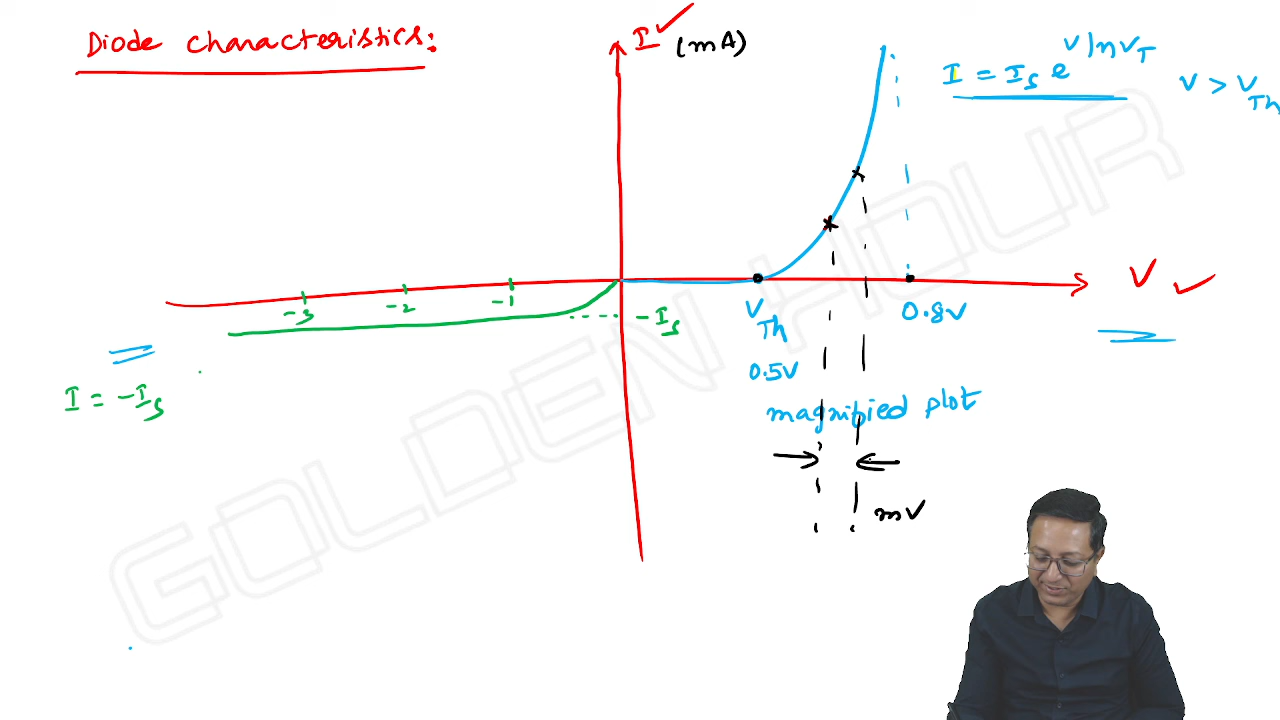 Diode characteristics:
I (mA)
I = Is e V/nVT V > VTh
V
-3 -2 -1
-Is
VTh
0.5V
0.8V
I = -Is
magnified plot
mV
GOLDEN HOUR